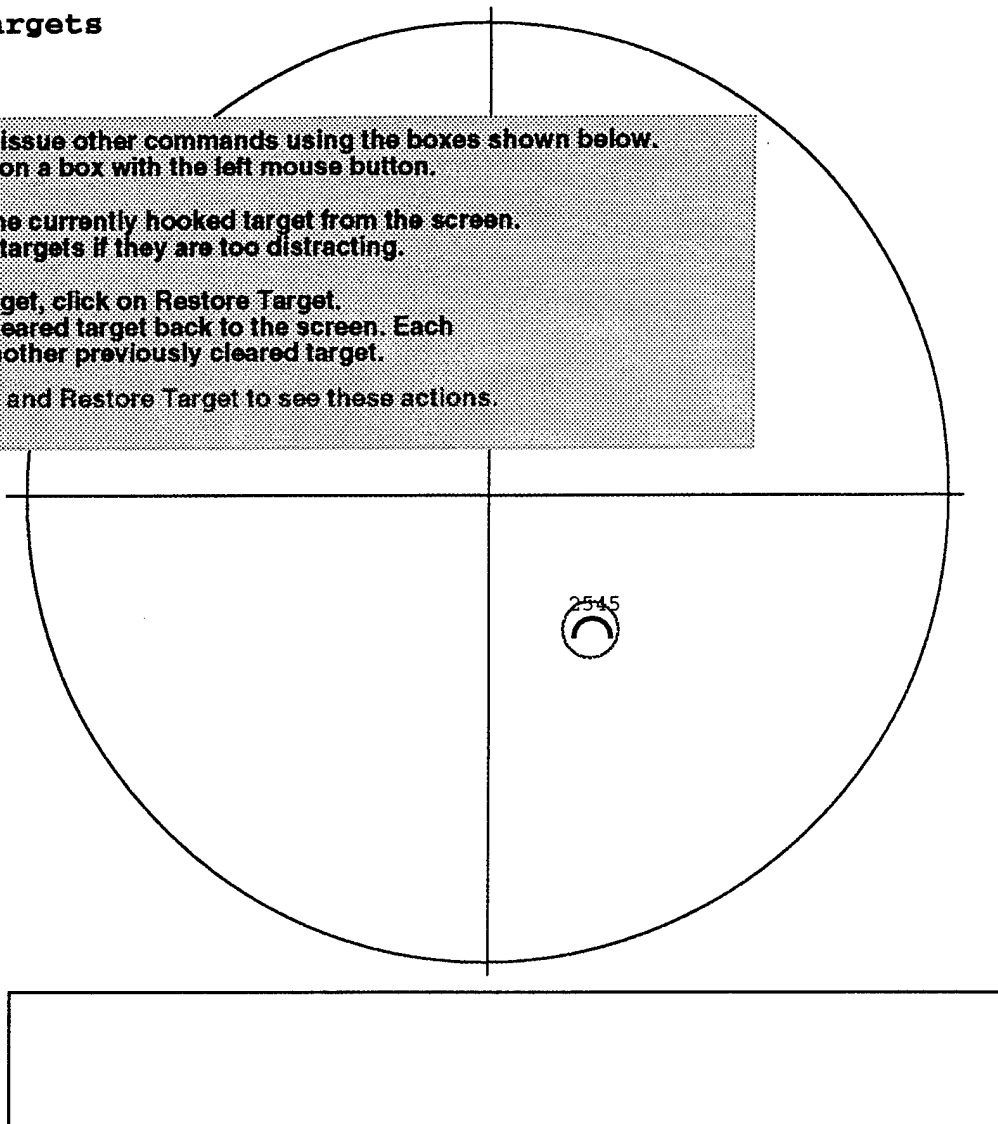 argets
issue other commands using the boxes shown below.
on a box with the left mouse button.
he currently hooked target from the screen.
targets if they are too distracting.
get, click on Restore Target.
eared target back to the screen. Each
other previously cleared target.
and Restore Target to see these actions.
2545